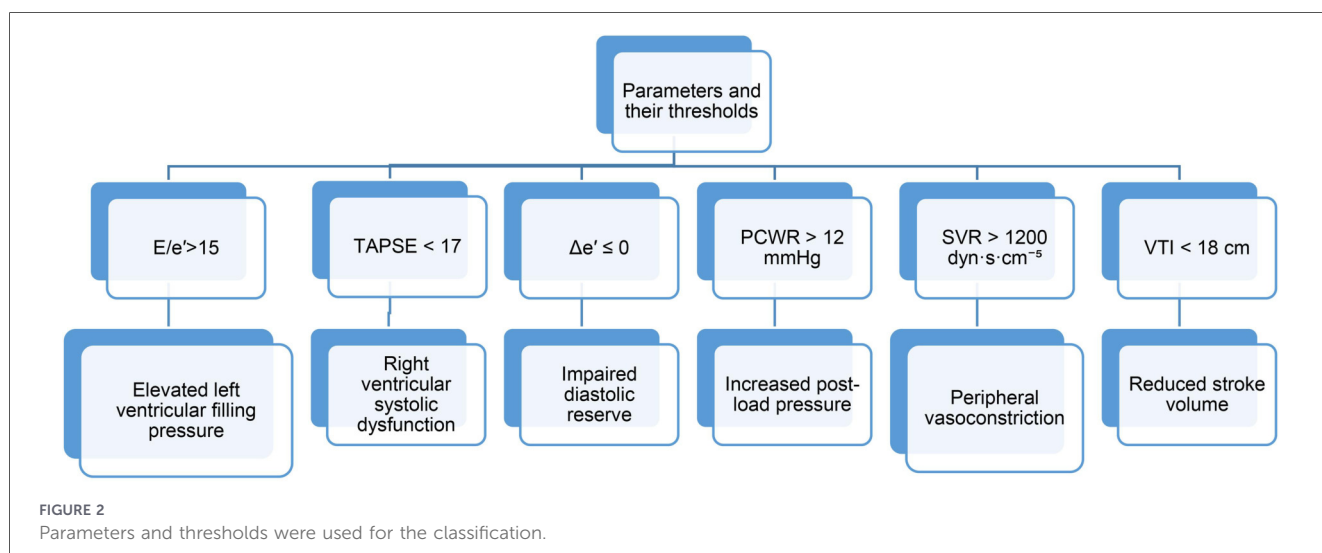 Parameters and
their thresholds
E/e′>15
TAPSE < 17
Δe′ ≤ 0
PCWR > 12
mmHg
SVR > 1200
dyn·s·cm⁻⁵
VTI < 18 cm
Elevated left
ventricular filling
pressure
Right
ventricular
systolic
dysfunction
Impaired
diastolic
reserve
Increased post-
load pressure
Peripheral
vasoconstriction
Reduced stroke
volume
FIGURE 2
Parameters and thresholds were used for the classification.